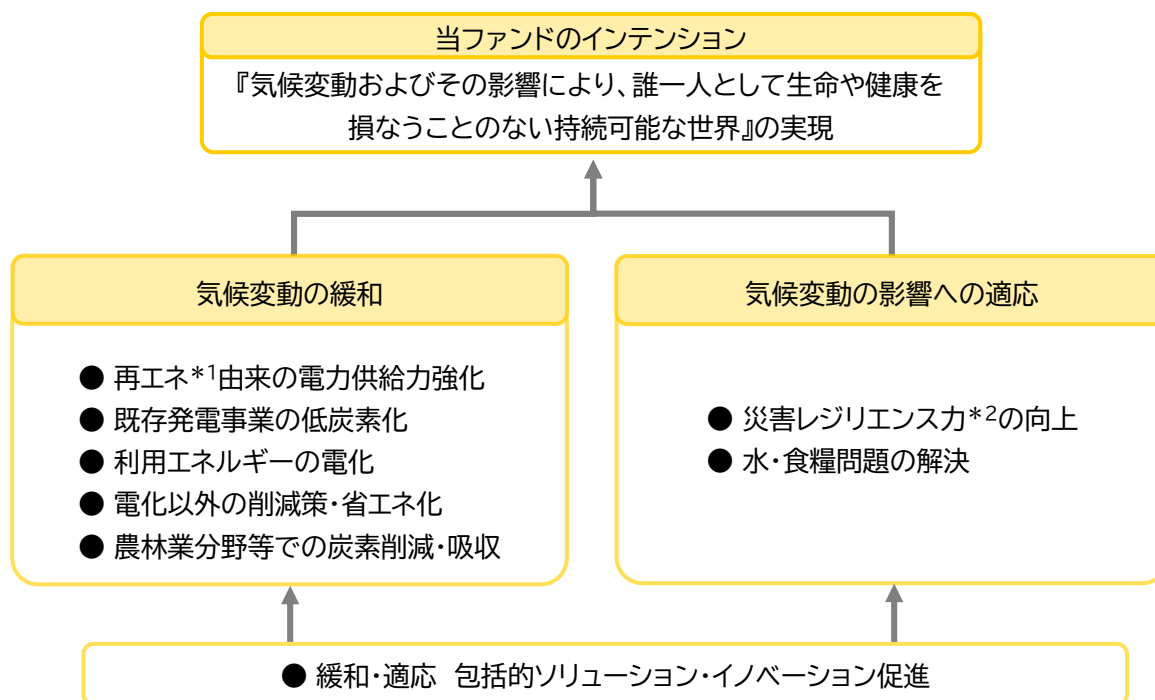 当ファンドのインテンション
『気候変動およびその影響により、誰一人として生命や健康を
損なうことのない持続可能な世界』の実現
気候変動の緩和
● 再エネ*1由来の電力供給力強化
● 既存発電事業の低炭素化
● 利用エネルギーの電化
● 電化以外の削減策・省エネ化
● 農林業分野等での炭素削減・吸収
気候変動の影響への適応
● 災害レジリエンス力*2の向上
● 水・食糧問題の解決
● 緩和・適応 包括的ソリューション・イノベーション促進